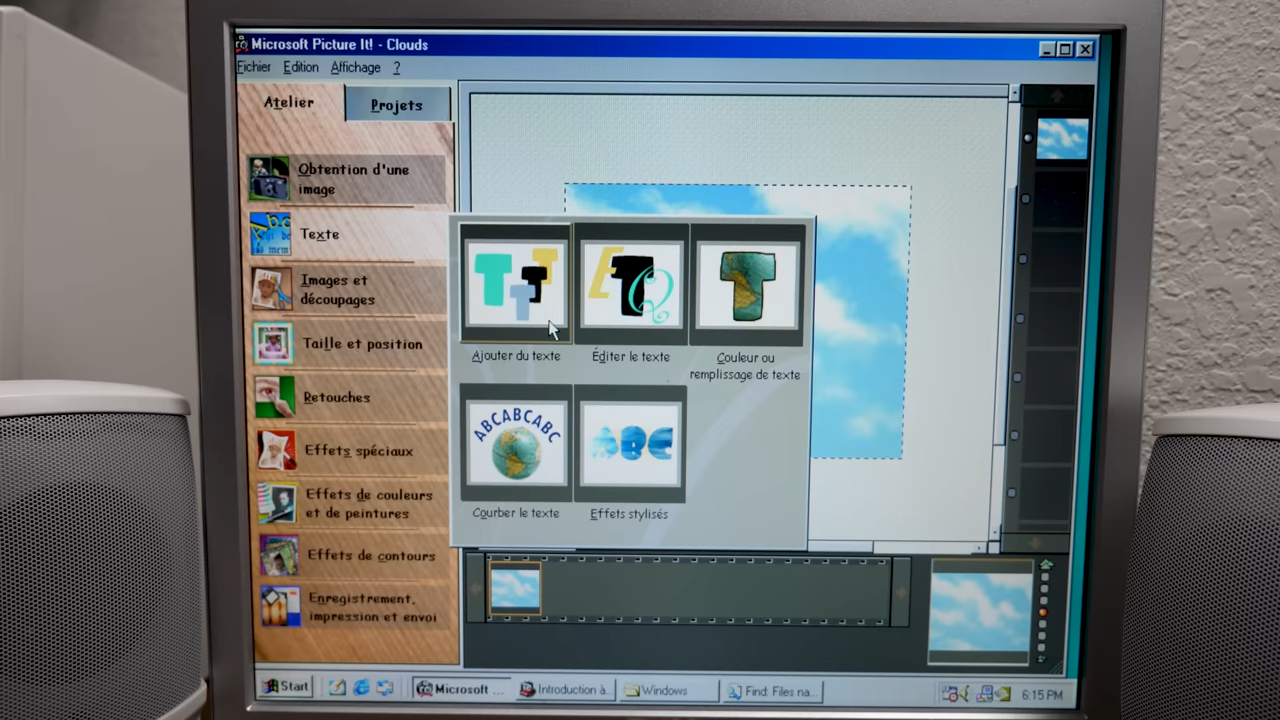 Microsoft Picture It! - Clouds
Fichier Edition Affichage ?
Atelier
Projets
Obtention d'une
image
Texte
Images et
découpages
Taille et position
Retouches
Effets spéciaux
Effets de couleurs
et de peintures
Effets de contours
Enregistrement,
impression et envoi
Ajouter du texte
Éditer le texte
Couleur ou
remplissage de texte
ABCABCABC
ABC
Courber le texte
Effets stylisés
Start
Microsoft ...
Introduction à...
Windows
Find: Files na...
6:15 PM